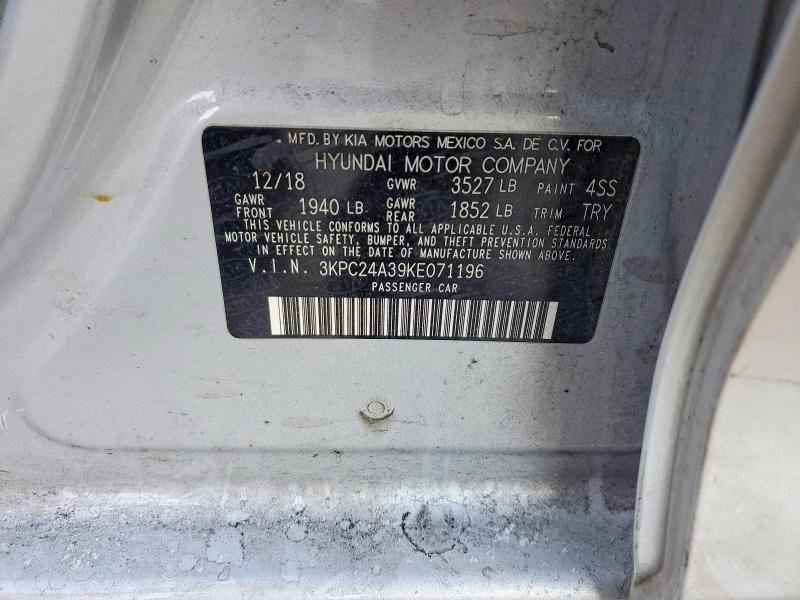 MFD. BY KIA MOTORS MEXICO S.A. DE C.V. FOR
HYUNDAI MOTOR COMPANY
12/18 GVWR 3527 LB PAINT 4SS
GAWR FRONT 1940 LB GAWR REAR 1852 LB TRIM TRY
THIS VEHICLE CONFORMS TO ALL APPLICABLE U.S.A. FEDERAL
MOTOR VEHICLE SAFETY, BUMPER, AND THEFT PREVENTION STANDARDS
IN EFFECT ON THE DATE OF MANUFACTURE SHOWN ABOVE
V.I.N. 3KPC24A39KE071196
PASSENGER CAR